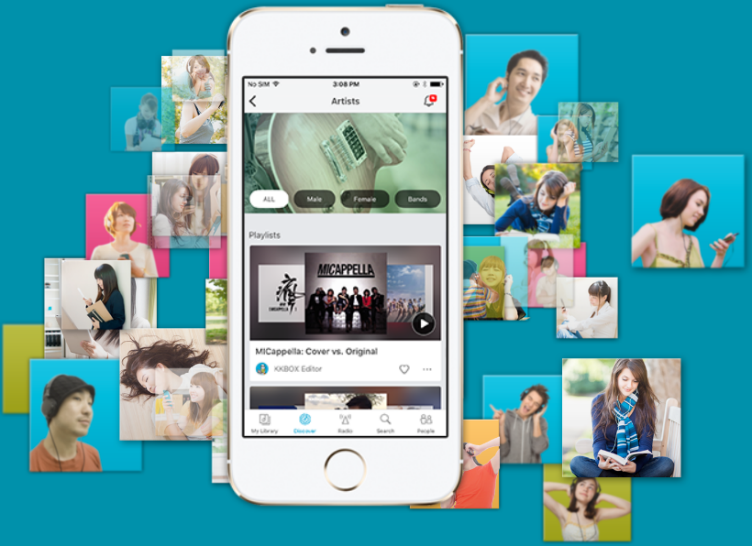 No SIM
3:08 PM
Artists
ALL
Male
Female
Bands
Playlists
MICAPPELLA
MICappella: Cover vs. Original
KKBOX Editor
My Library
Discover
Radio
Search
People